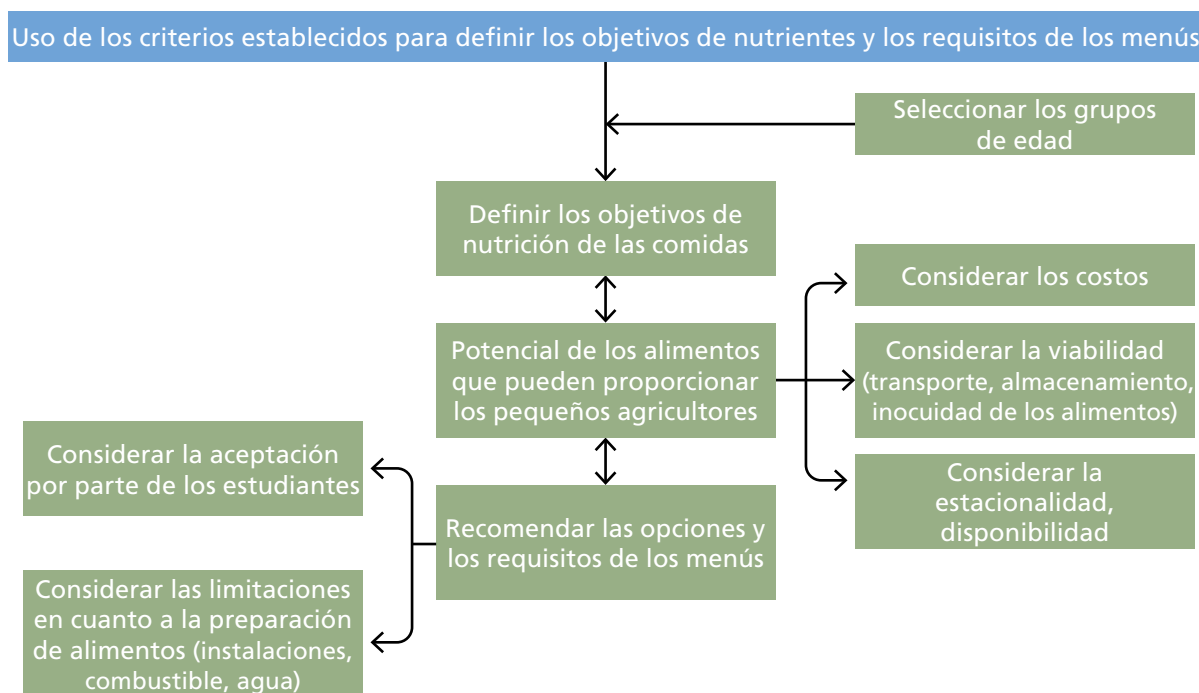 Uso de los criterios establecidos para definir los objetivos de nutrientes y los requisitos de los menús
Seleccionar los grupos
de edad
Definir los objetivos de
nutrición de las comidas
Considerar los costos
Potencial de los alimentos
que pueden proporcionar
los pequeños agricultores
Considerar la viabilidad
(transporte, almacenamiento,
inocuidad de los alimentos)
Considerar la aceptación
por parte de los estudiantes
Considerar la
estacionalidad,
disponibilidad
Recomendar las opciones y
los requisitos de los menús
Considerar las limitaciones
en cuanto a la preparación
de alimentos (instalaciones,
combustible, agua)